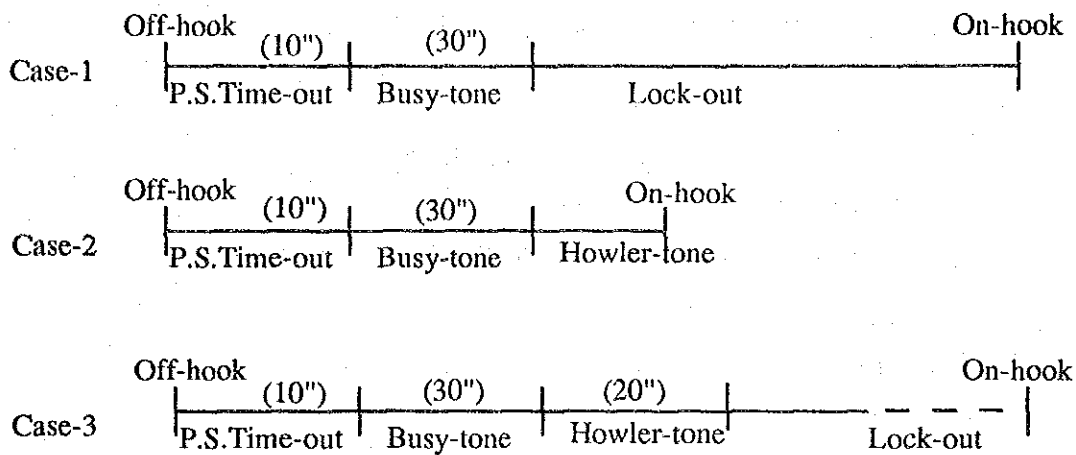 Off-hook (10") (30") On-hook
Case-1
P.S.Time-out Busy-tone Lock-out
Off-hook (10") (30") On-hook
Case-2
P.S.Time-out Busy-tone Howler-tone
Off-hook (10") (30") (20") On-hook
Case-3
P.S.Time-out Busy-tone Howler-tone Lock-out